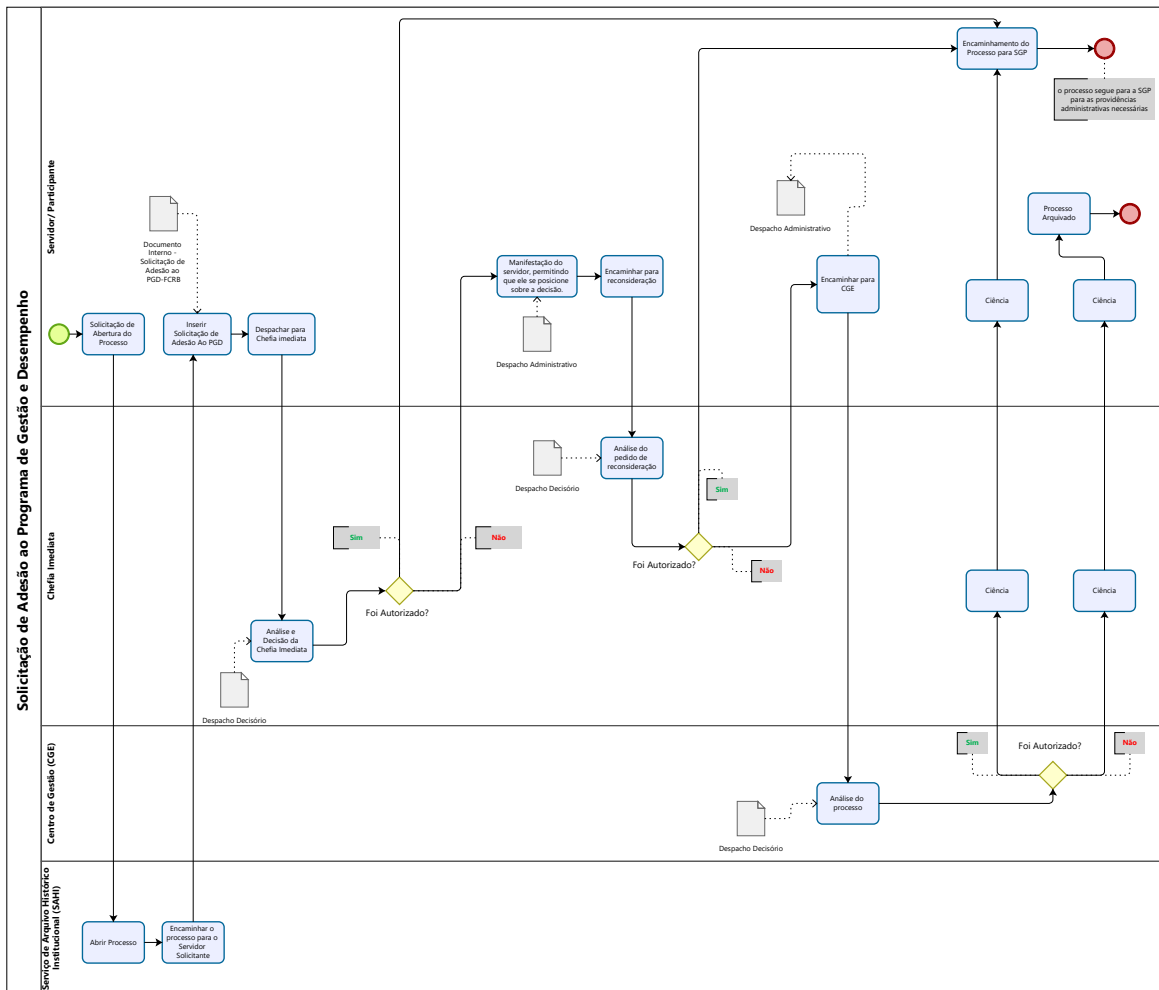 Solicitação de Adesão ao Programa de Gestão e Desempenho
Servidor/ Participante
Encaminhamento do
Processo para SGP
o processo segue para a SGP
para as providências
administrativas necessárias
Documento
Interno -
Solicitação de
Adesão ao
PGD-FCRB
Despacho Administrativo
Processo
Arquivado
Manifestação do
servidor, permitindo
que ele se posicione
sobre a decisão.
Encaminhar para
reconsideração
Encaminhar para
CGE
Ciência
Ciência
Solicitação de
Abertura do
Processo
Inserir
Solicitação de
Adesão Ao PGD
Despachar para
Chefia imediata
Despacho Administrativo
Chefia Imediata
Análise do
pedido de
reconsideração
Despacho Decisório
Sim
Sim
Não
Foi Autorizado?
Não
Foi Autorizado?
Ciência
Ciência
Análise e
Decisão da
Chefia Imediata
Despacho Decisório
Centro de Gestão (CGE)
Sim
Foi Autorizado?
Não
Análise do
processo
Despacho Decisório
Serviço de Arquivo Histórico
Institucional (SAHI)
Abrir Processo
Encaminhar o
processo para o
Servidor
Solicitante